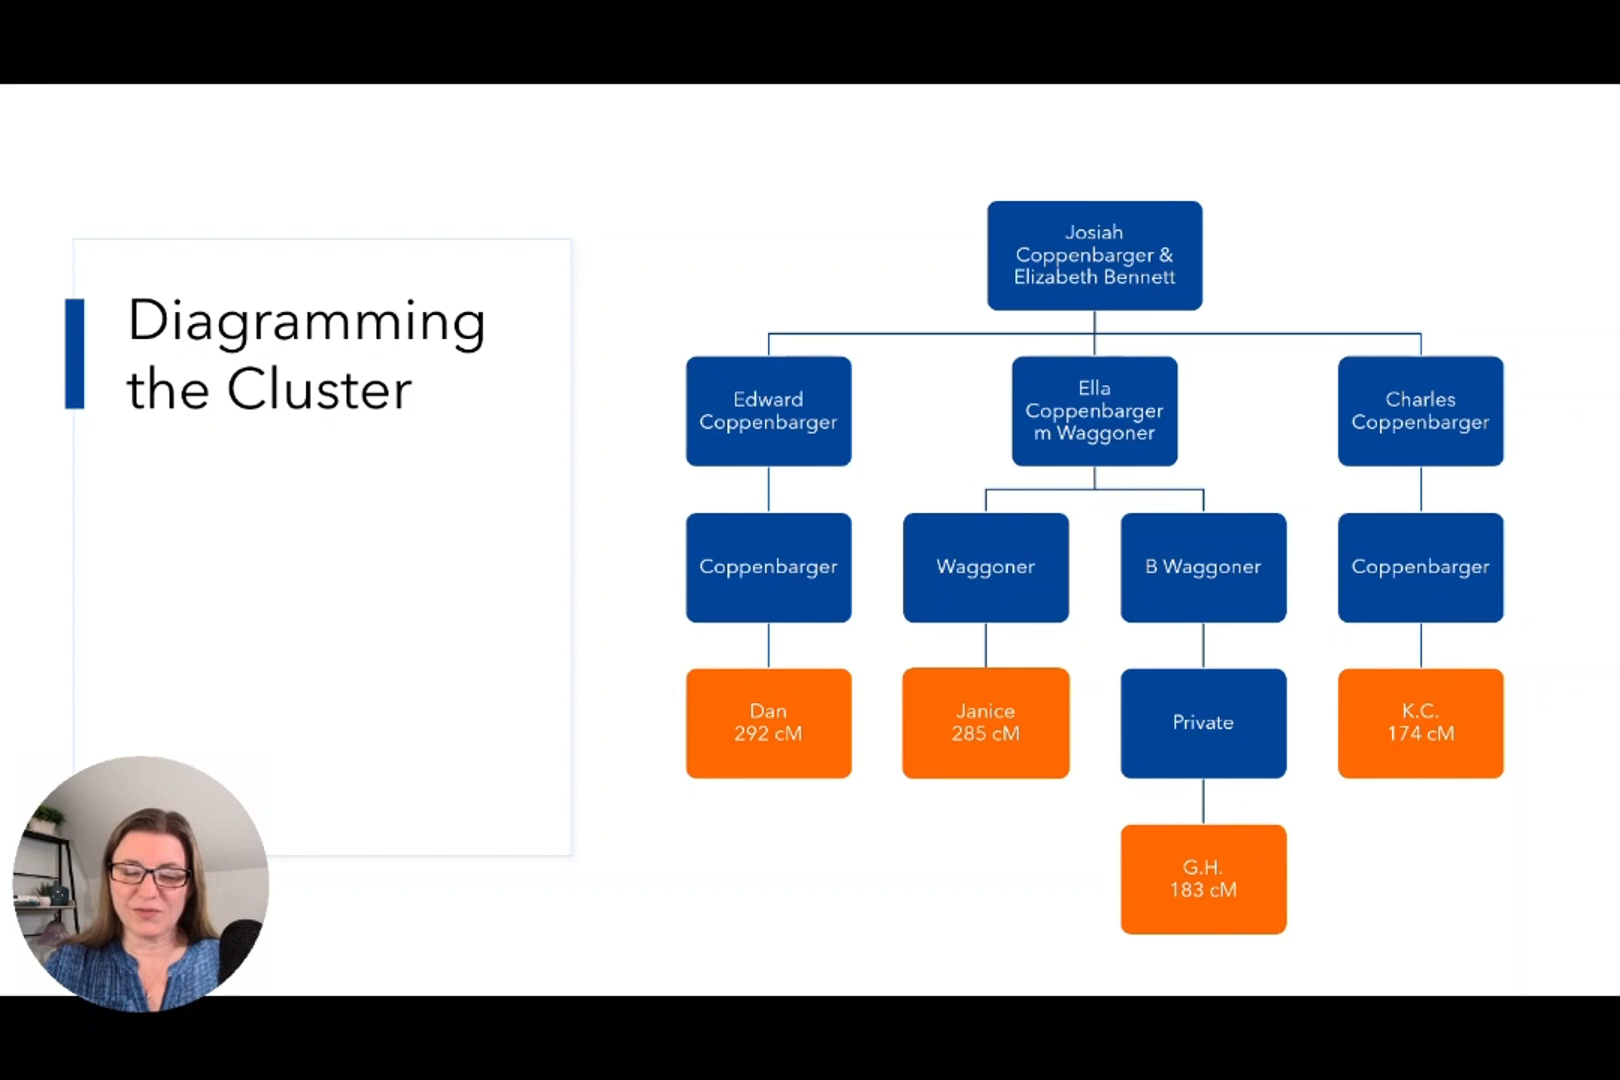 Diagramming
the Cluster
Josiah
Coppenbarger &
Elizabeth Bennett
Edward
Coppenbarger
Ella
Coppenbarger
m Waggoner
Charles
Coppenbarger
Coppenbarger
Waggoner
B Waggoner
Coppenbarger
Dan
292 cM
Janice
285 cM
Private
K.C.
174 cM
G.H.
183 cM